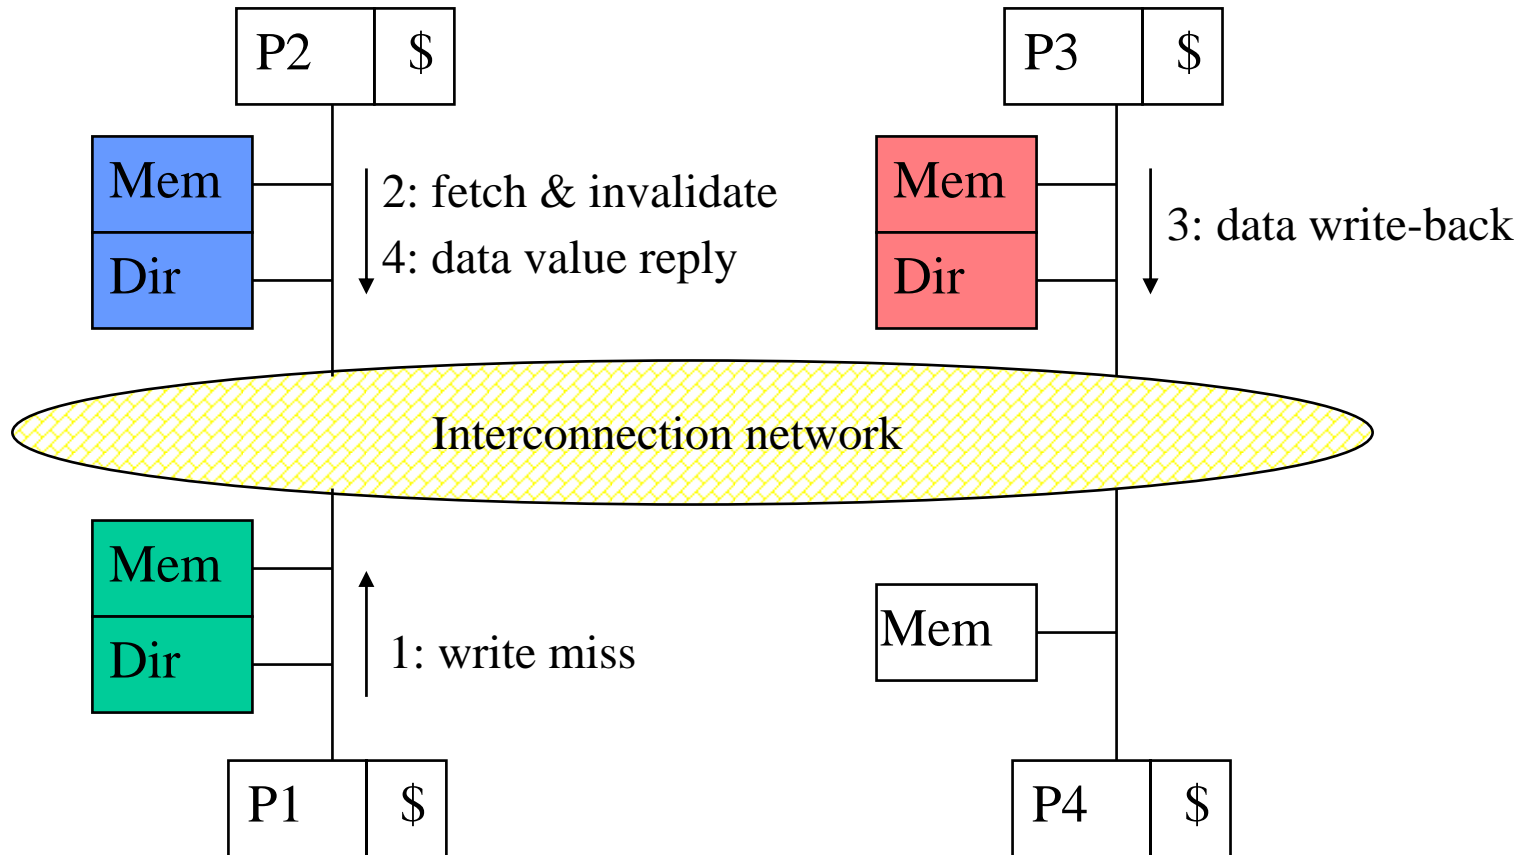 P2 $
P3 $
Mem
Dir
2: fetch & invalidate
4: data value reply
Mem
Dir
3: data write-back
Interconnection network
Mem
Dir
1: write miss
Mem
P1 $
P4 $